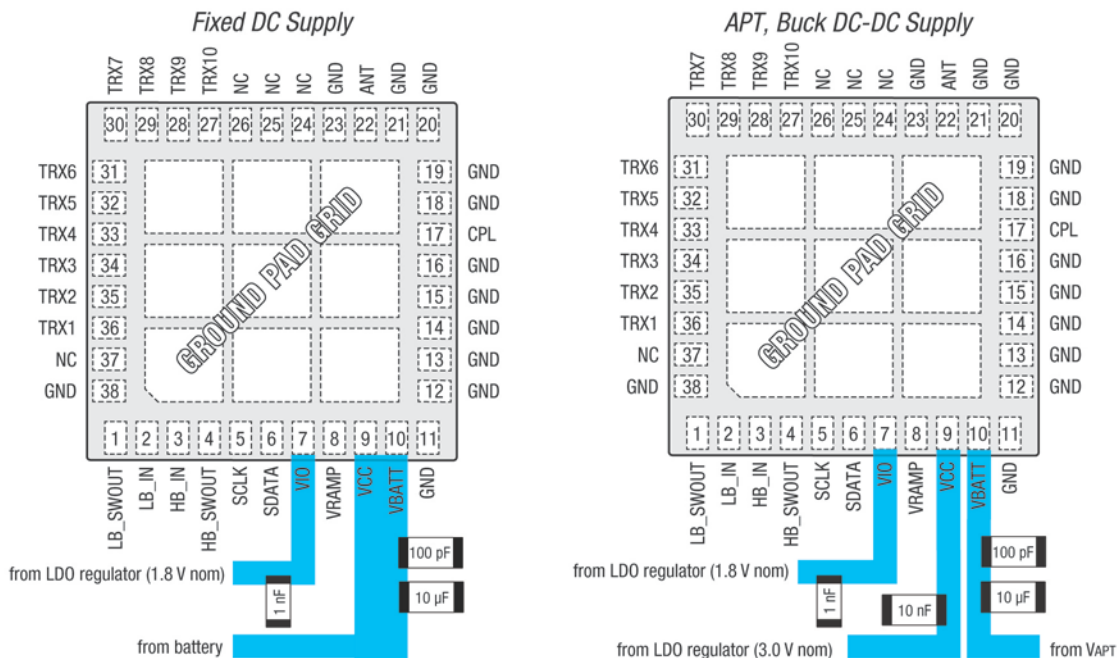 Fixed DC Supply
TRX7
TRX8
TRX9
TRX10
NC
NC
NC
GND
ANT
GND
GND
30 29 28 27 26 25 24 23 22 21 20
TRX6 31 19 GND
TRX5 32 18 GND
TRX4 33 17 CPL
TRX3 34 16 GND
TRX2 35 15 GND
TRX1 36 14 GND
NC 37 13 GND
GND 38 12 GND
GROUND PAD GRID
1 2 3 4 5 6 7 8 9 10 11
LB_SWOUT
LB_IN
HB_IN
HB_SWOUT
SCLK
SDATA
VIO
VRAMP
VCC
VBATT
GND
100 pF
from LDO regulator (1.8 V nom)
1 nF
10 µF
from battery
APT, Buck DC-DC Supply
TRX7
TRX8
TRX9
TRX10
NC
NC
NC
GND
ANT
GND
GND
30 29 28 27 26 25 24 23 22 21 20
TRX6 31 19 GND
TRX5 32 18 GND
TRX4 33 17 CPL
TRX3 34 16 GND
TRX2 35 15 GND
TRX1 36 14 GND
NC 37 13 GND
GND 38 12 GND
GROUND PAD GRID
1 2 3 4 5 6 7 8 9 10 11
LB_SWOUT
LB_IN
HB_IN
HB_SWOUT
SCLK
SDATA
VIO
VRAMP
VCC
VBATT
GND
100 pF
from LDO regulator (1.8 V nom)
1 nF
10 nF
10 µF
from LDO regulator (3.0 V nom)
from VAPT